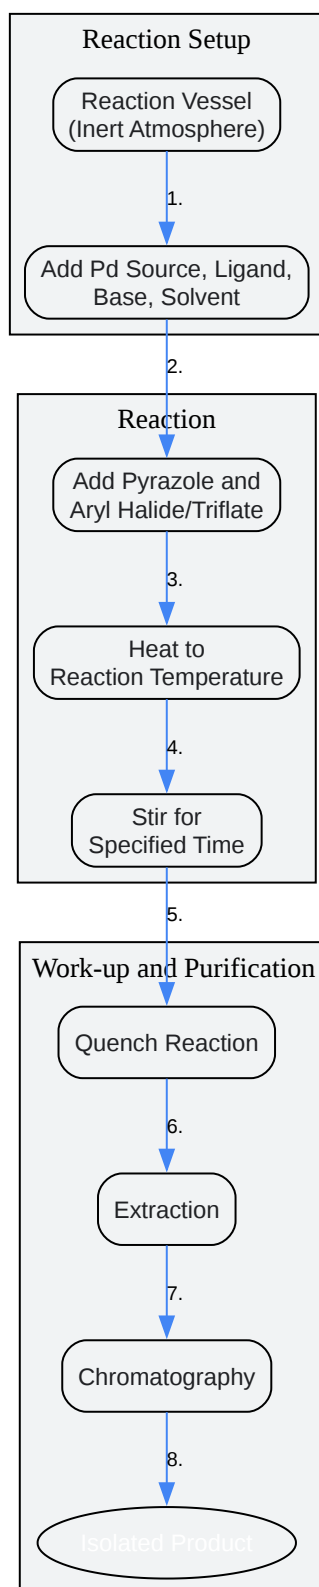 Reaction Setup
Reaction Vessel
(Inert Atmosphere)
1.
Add Pd Source, Ligand,
Base, Solvent
2.
Reaction
Add Pyrazole and
Aryl Halide/Triflate
3.
Heat to
Reaction Temperature
4.
Stir for
Specified Time
5.
Work-up and Purification
Quench Reaction
6.
Extraction
7.
Chromatography
8.
Isolated Product